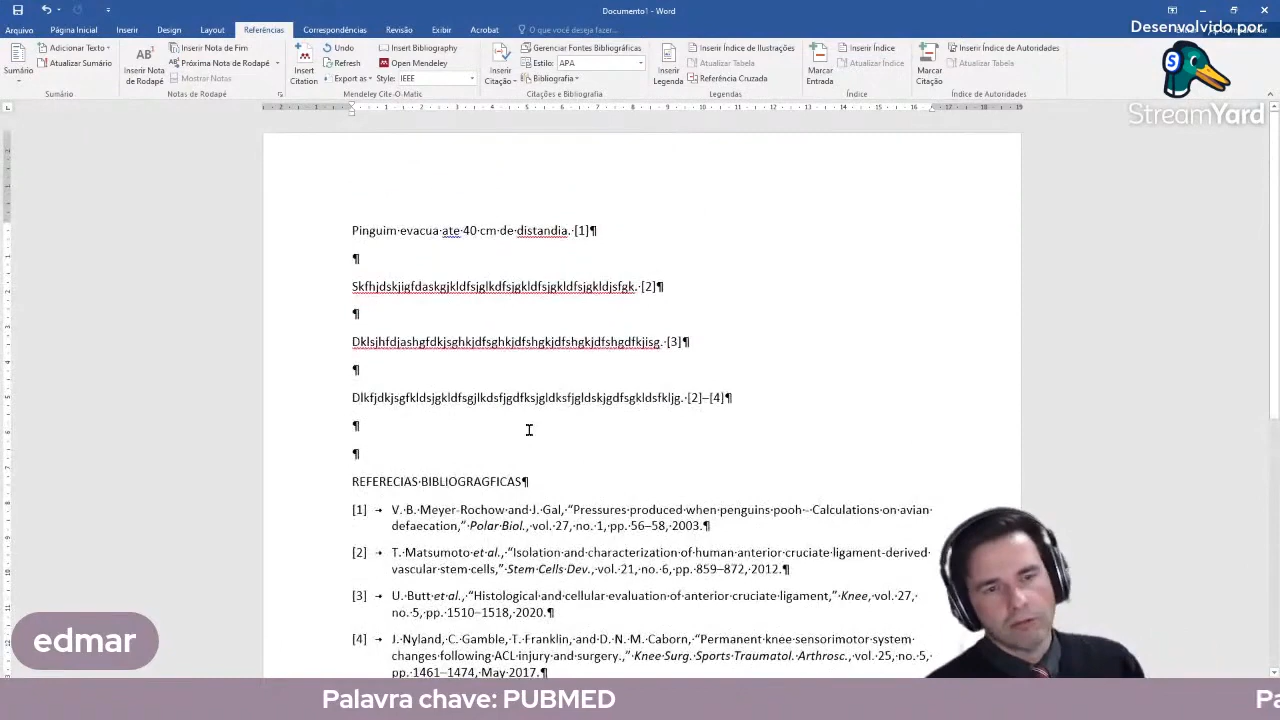 Documento1 - Word
Desenvolvido por
Arquivo Página Inicial Inserir Design Layout Referências Correspondências Revisão Exibir Acrobat O que você deseja fazer...
Adicionar Texto Inserir Nota de Fim Undo Insert Bibliography Gerenciar Fontes Bibliográficas Inserir Índice de Ilustrações Inserir Índice Inserir Índice de Autoridades
Atualizar Sumário AB Próxima Nota de Rodapé Refresh Open Mendeley Estilo: APA Atualizar Tabela Atualizar Índice Atualizar Tabela
Sumário Inserir Nota de Rodapé Mostrar Notas Insert Citation Export as Style: IEEE Inserir Citação Bibliografia Inserir Legenda Referência Cruzada Marcar Entrada Marcar Citação
Sumário Notas de Rodapé Mendeley Cite-O-Matic Citações e Bibliografia Legendas Índice Índice de Autoridades
StreamYard
Pinguim·evacua·ate·40·cm·de·distandia.·[1]¶
¶
Skfhjdskjigfdaskgjkldfsjglkdfsjgkldfsjgkldfsjgkldjsfgk.·[2]¶
¶
Dklsjhfdjashgfdkjsghkjdfsghkjdfshgkjdfshgkjdfshgdfkjisg.·[3]¶
¶
Dlkfjdkjsgfkldsjgkldfsgjlkdsfjgdfksjgldksfjgldskjgdfsgkldsfkljg.·[2]–[4]¶
¶
¶
REFERECIAS·BIBLIOGRAGFICAS¶
[1] → V.·B.·Meyer-Rochow·and·J.·Gal,·“Pressures·produced·when·penguins·pooh·-·Calculations·on·avian·
defaecation,”·Polar·Biol.,·vol.·27,·no.·1,·pp.·56–58,·2003.¶
[2] → T.·Matsumoto·et·al.,·“Isolation·and·characterization·of·human·anterior·cruciate·ligament-derived·
vascular·stem·cells,”·Stem·Cells·Dev.,·vol.·21,·no.·6,·pp.·859–872,·2012.¶
[3] → U.·Butt·et·al.,·“Histological·and·cellular·evaluation·of·anterior·cruciate·ligament,”·Knee,·vol.·27,·
no.·5,·pp.·1510–1518,·2020.¶
[4] → J.·Nyland,·C.·Gamble,·T.·Franklin,·and·D.·N.·M.·Caborn,·“Permanent·knee·sensorimotor·system·
changes·following·ACL·injury·and·surgery.,”·Knee·Surg.·Sports·Traumatol.·Arthrosc.,·vol.·25,·no.·5,·
pp.·1461–1474,·May·2017.¶
edmar
Palavra chave: PUBMED
Pa